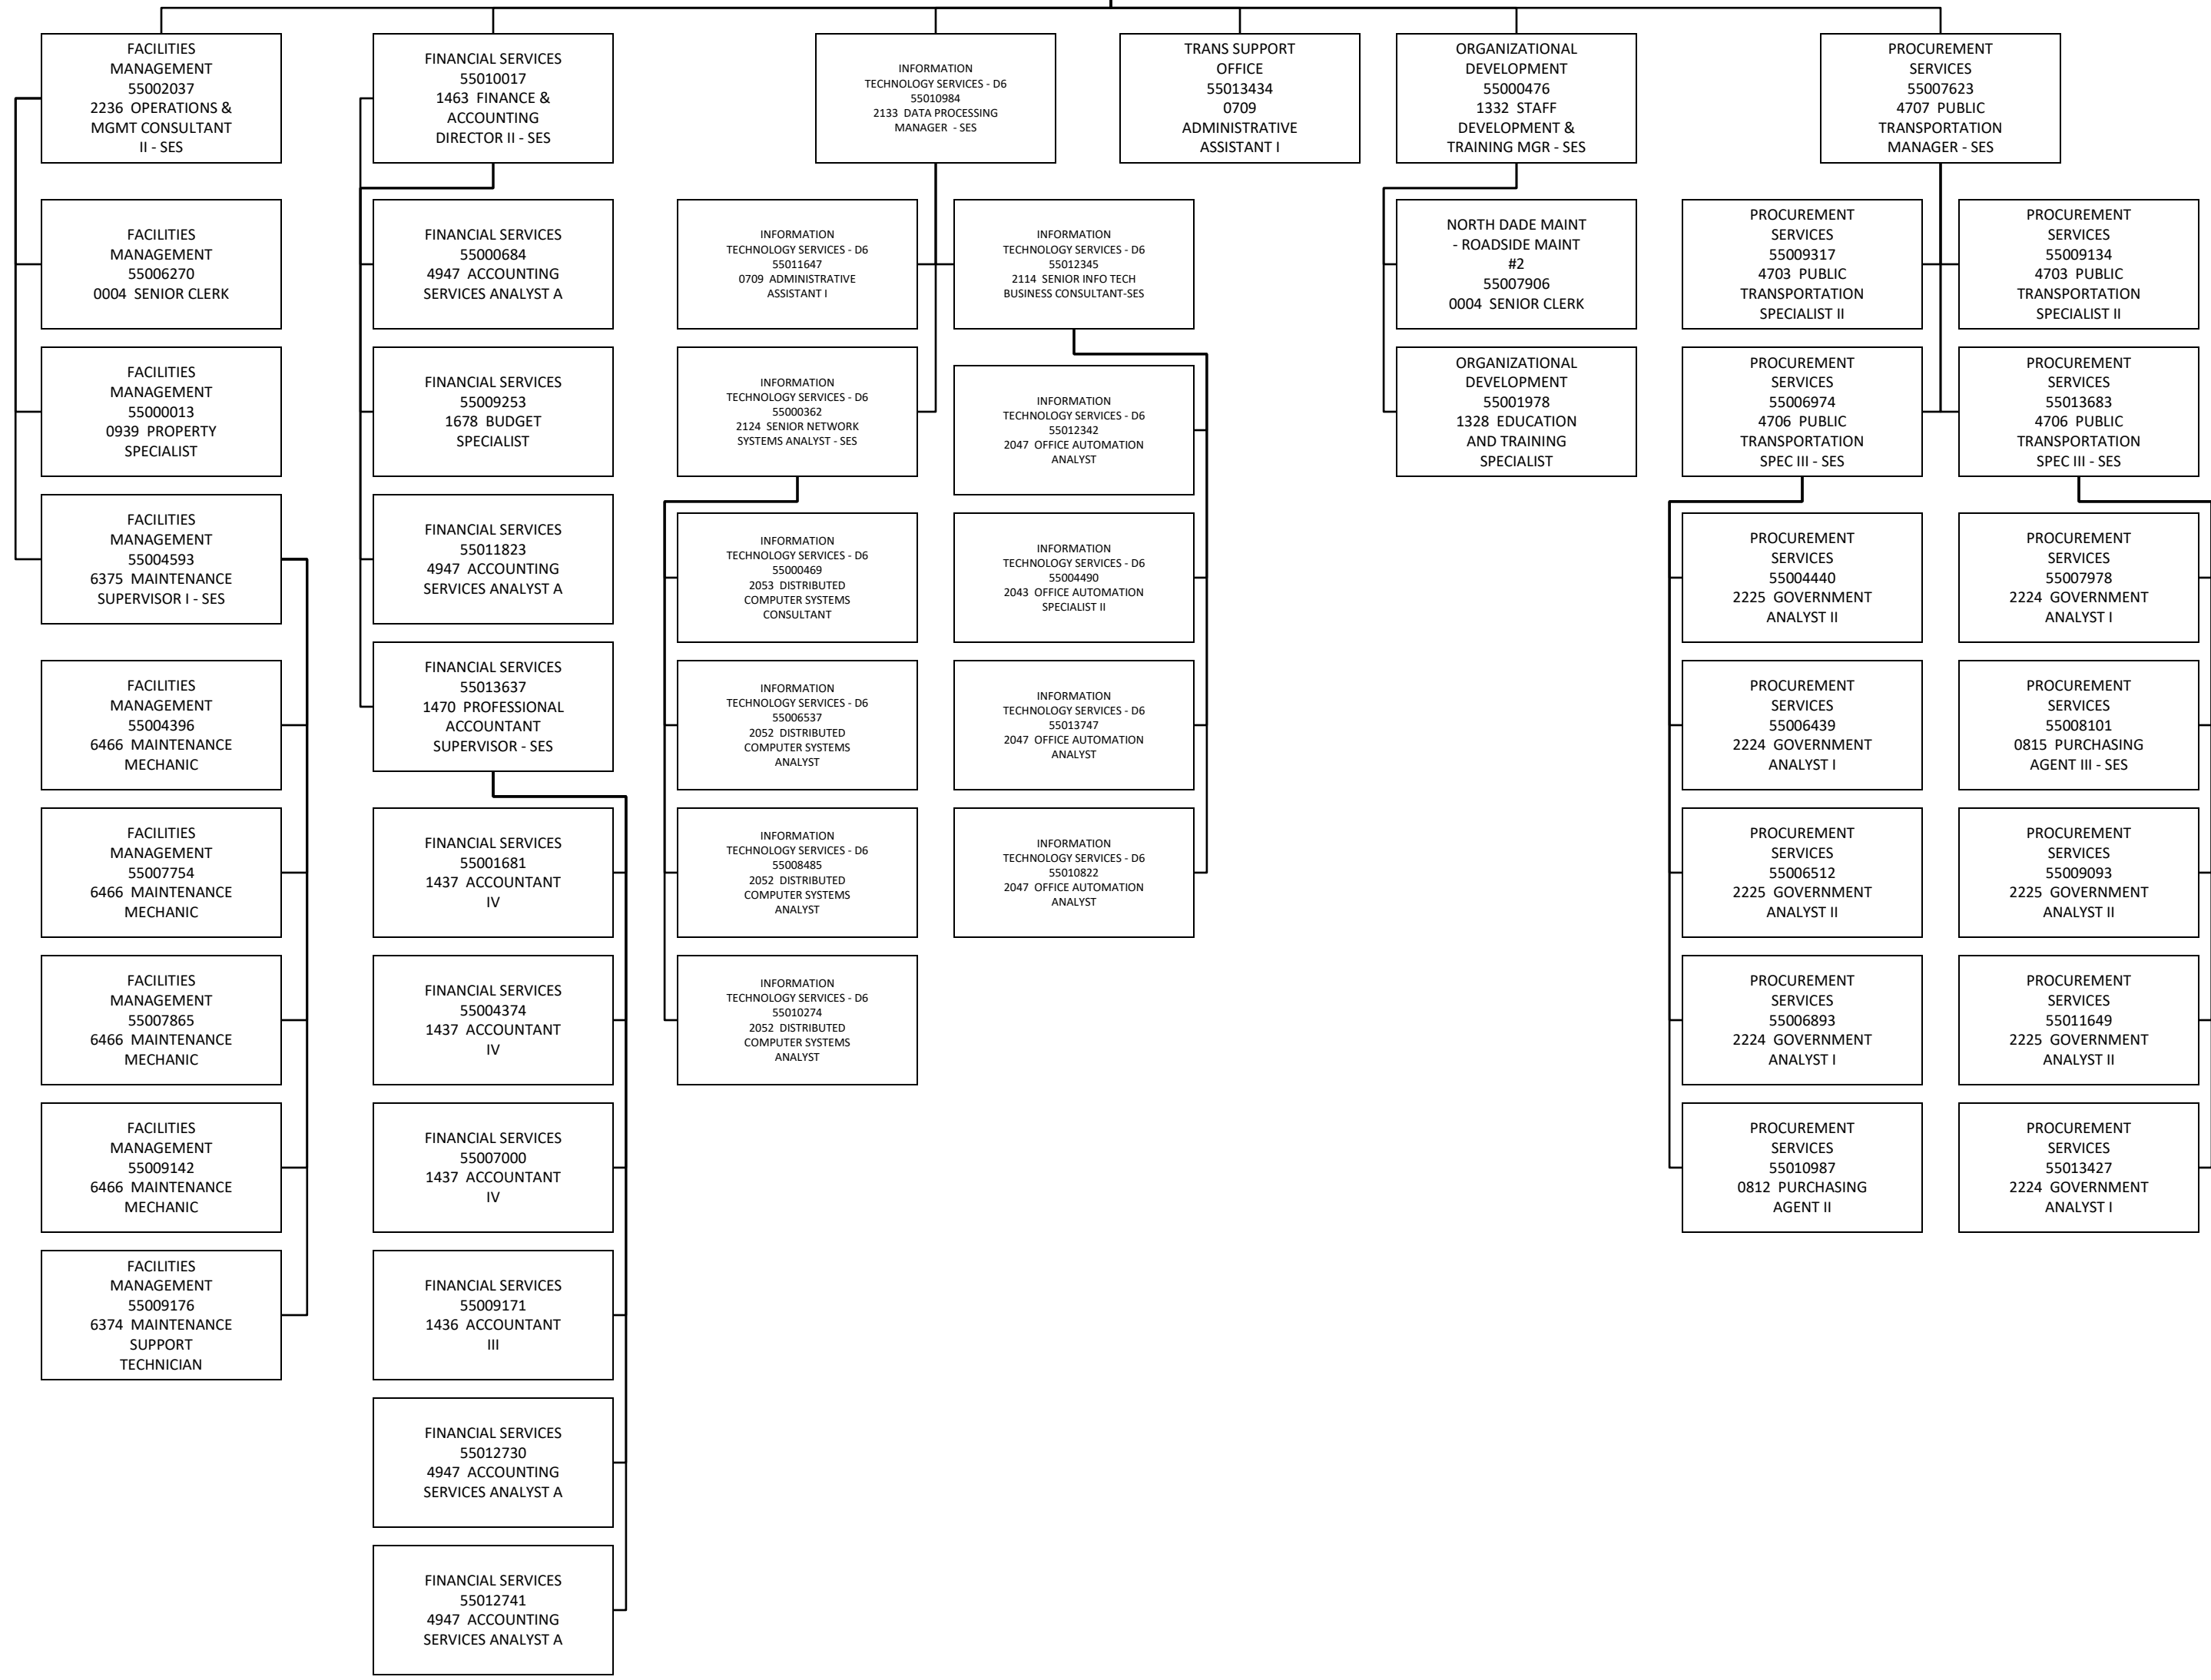 FACILITIES
MANAGEMENT
55002037
2236 OPERATIONS &
MGMT CONSULTANT
II - SES
FINANCIAL SERVICES
55010017
1463 FINANCE &
ACCOUNTING
DIRECTOR II - SES
INFORMATION
TECHNOLOGY SERVICES - D6
55010984
2133 DATA PROCESSING
MANAGER - SES
TRANS SUPPORT
OFFICE
55013434
0709
ADMINISTRATIVE
ASSISTANT I
ORGANIZATIONAL
DEVELOPMENT
55000476
1332 STAFF
DEVELOPMENT &
TRAINING MGR - SES
PROCUREMENT
SERVICES
55007623
4707 PUBLIC
TRANSPORTATION
MANAGER - SES
FACILITIES
MANAGEMENT
55006270
0004 SENIOR CLERK
FINANCIAL SERVICES
55000684
4947 ACCOUNTING
SERVICES ANALYST A
INFORMATION
TECHNOLOGY SERVICES - D6
55011647
0709 ADMINISTRATIVE
ASSISTANT I
INFORMATION
TECHNOLOGY SERVICES - D6
55012345
2114 SENIOR INFO TECH
BUSINESS CONSULTANT-SES
NORTH DADE MAINT
- ROADSIDE MAINT
#2
55007906
0004 SENIOR CLERK
PROCUREMENT
SERVICES
55009317
4703 PUBLIC
TRANSPORTATION
SPECIALIST II
PROCUREMENT
SERVICES
55009134
4703 PUBLIC
TRANSPORTATION
SPECIALIST II
FACILITIES
MANAGEMENT
55000013
0939 PROPERTY
SPECIALIST
FINANCIAL SERVICES
55009253
1678 BUDGET
SPECIALIST
INFORMATION
TECHNOLOGY SERVICES - D6
55000362
2124 SENIOR NETWORK
SYSTEMS ANALYST - SES
INFORMATION
TECHNOLOGY SERVICES - D6
55012342
2047 OFFICE AUTOMATION
ANALYST
ORGANIZATIONAL
DEVELOPMENT
55001978
1328 EDUCATION
AND TRAINING
SPECIALIST
PROCUREMENT
SERVICES
55006974
4706 PUBLIC
TRANSPORTATION
SPEC III - SES
PROCUREMENT
SERVICES
55013683
4706 PUBLIC
TRANSPORTATION
SPEC III - SES
FACILITIES
MANAGEMENT
55004593
6375 MAINTENANCE
SUPERVISOR I - SES
FINANCIAL SERVICES
55011823
4947 ACCOUNTING
SERVICES ANALYST A
INFORMATION
TECHNOLOGY SERVICES - D6
55000469
2053 DISTRIBUTED
COMPUTER SYSTEMS
CONSULTANT
INFORMATION
TECHNOLOGY SERVICES - D6
55004490
2043 OFFICE AUTOMATION
SPECIALIST II
PROCUREMENT
SERVICES
55004440
2225 GOVERNMENT
ANALYST II
PROCUREMENT
SERVICES
55007978
2224 GOVERNMENT
ANALYST I
FACILITIES
MANAGEMENT
55004396
6466 MAINTENANCE
MECHANIC
FINANCIAL SERVICES
55013637
1470 PROFESSIONAL
ACCOUNTANT
SUPERVISOR - SES
INFORMATION
TECHNOLOGY SERVICES - D6
55006537
2052 DISTRIBUTED
COMPUTER SYSTEMS
ANALYST
INFORMATION
TECHNOLOGY SERVICES - D6
55013747
2047 OFFICE AUTOMATION
ANALYST
PROCUREMENT
SERVICES
55006439
2224 GOVERNMENT
ANALYST I
PROCUREMENT
SERVICES
55008101
0815 PURCHASING
AGENT III - SES
FACILITIES
MANAGEMENT
55007754
6466 MAINTENANCE
MECHANIC
FINANCIAL SERVICES
55001681
1437 ACCOUNTANT
IV
INFORMATION
TECHNOLOGY SERVICES - D6
55008485
2052 DISTRIBUTED
COMPUTER SYSTEMS
ANALYST
INFORMATION
TECHNOLOGY SERVICES - D6
55010822
2047 OFFICE AUTOMATION
ANALYST
PROCUREMENT
SERVICES
55006512
2225 GOVERNMENT
ANALYST II
PROCUREMENT
SERVICES
55009093
2225 GOVERNMENT
ANALYST II
FACILITIES
MANAGEMENT
55007865
6466 MAINTENANCE
MECHANIC
FINANCIAL SERVICES
55004374
1437 ACCOUNTANT
IV
INFORMATION
TECHNOLOGY SERVICES - D6
55010274
2052 DISTRIBUTED
COMPUTER SYSTEMS
ANALYST
PROCUREMENT
SERVICES
55006893
2224 GOVERNMENT
ANALYST I
PROCUREMENT
SERVICES
55011649
2225 GOVERNMENT
ANALYST II
FACILITIES
MANAGEMENT
55009142
6466 MAINTENANCE
MECHANIC
FINANCIAL SERVICES
55007000
1437 ACCOUNTANT
IV
PROCUREMENT
SERVICES
55010987
0812 PURCHASING
AGENT II
PROCUREMENT
SERVICES
55013427
2224 GOVERNMENT
ANALYST I
FACILITIES
MANAGEMENT
55009176
6374 MAINTENANCE
SUPPORT
TECHNICIAN
FINANCIAL SERVICES
55009171
1436 ACCOUNTANT
III
FINANCIAL SERVICES
55012730
4947 ACCOUNTING
SERVICES ANALYST A
FINANCIAL SERVICES
55012741
4947 ACCOUNTING
SERVICES ANALYST A